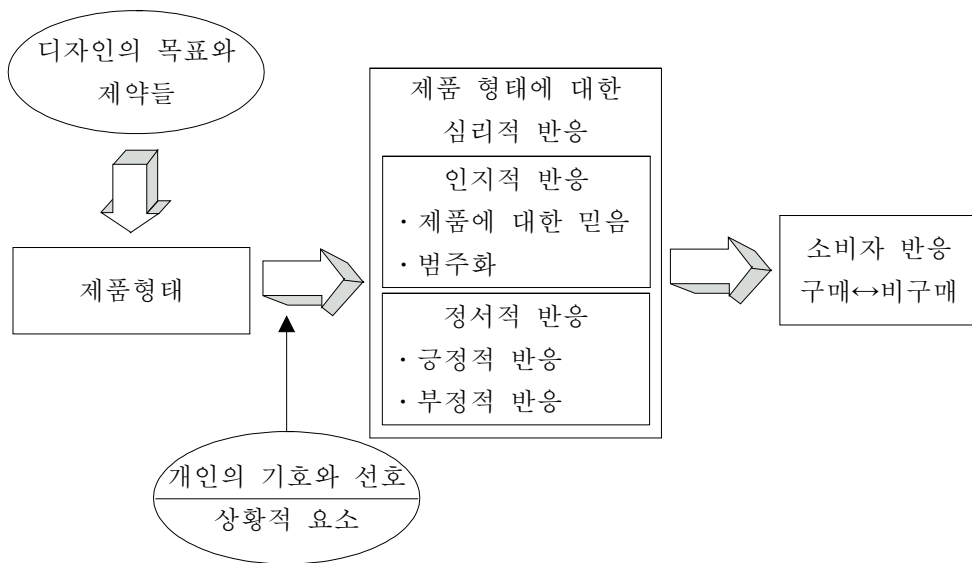 디자인의 목표와
제약들
제품형태
개인의 기호와 선호
상황적 요소
제품 형태에 대한
심리적 반응
인지적 반응
· 제품에 대한 믿음
· 범주화
정서적 반응
· 긍정적 반응
· 부정적 반응
소비자 반응
구매↔비구매